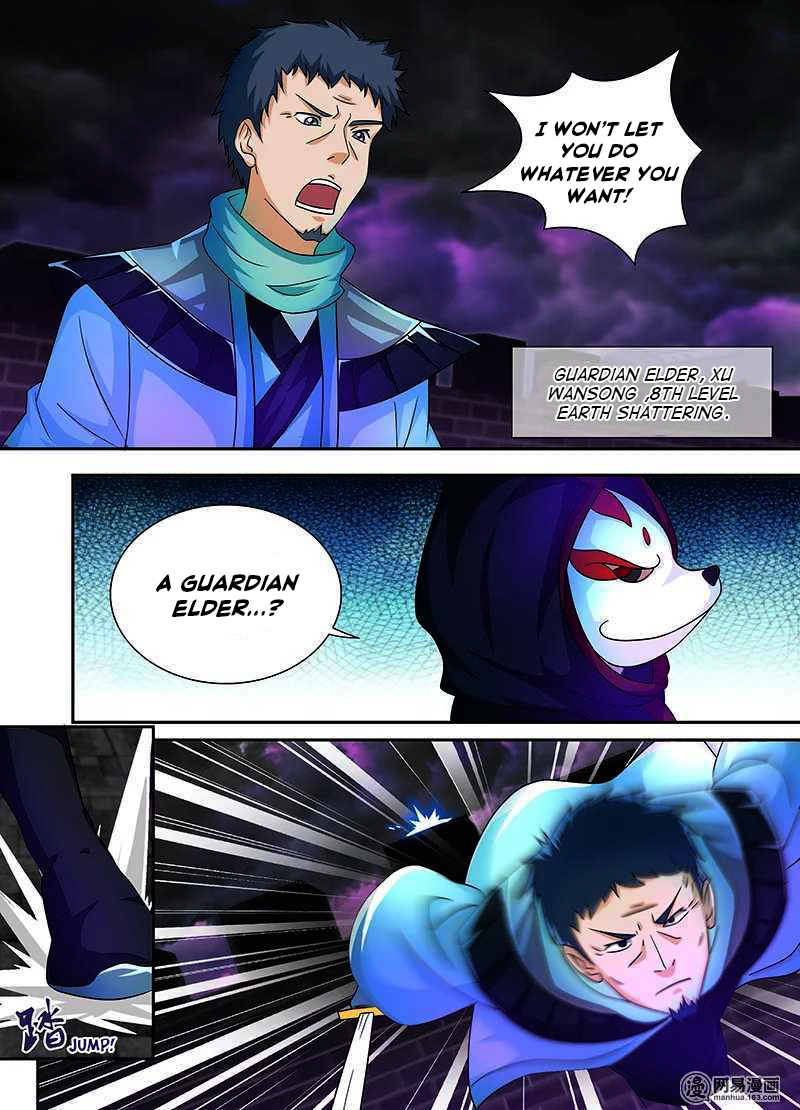 I WON'T LET
YOU DO
WHATEVER YOU
WANT!
GUARDIAN ELDER, XU
WANSONG ,8TH LEVEL
EARTH SHATTERING.
A GUARDIAN
ELDER...?
踏
JUMP!
网易漫画
manhua.163.com